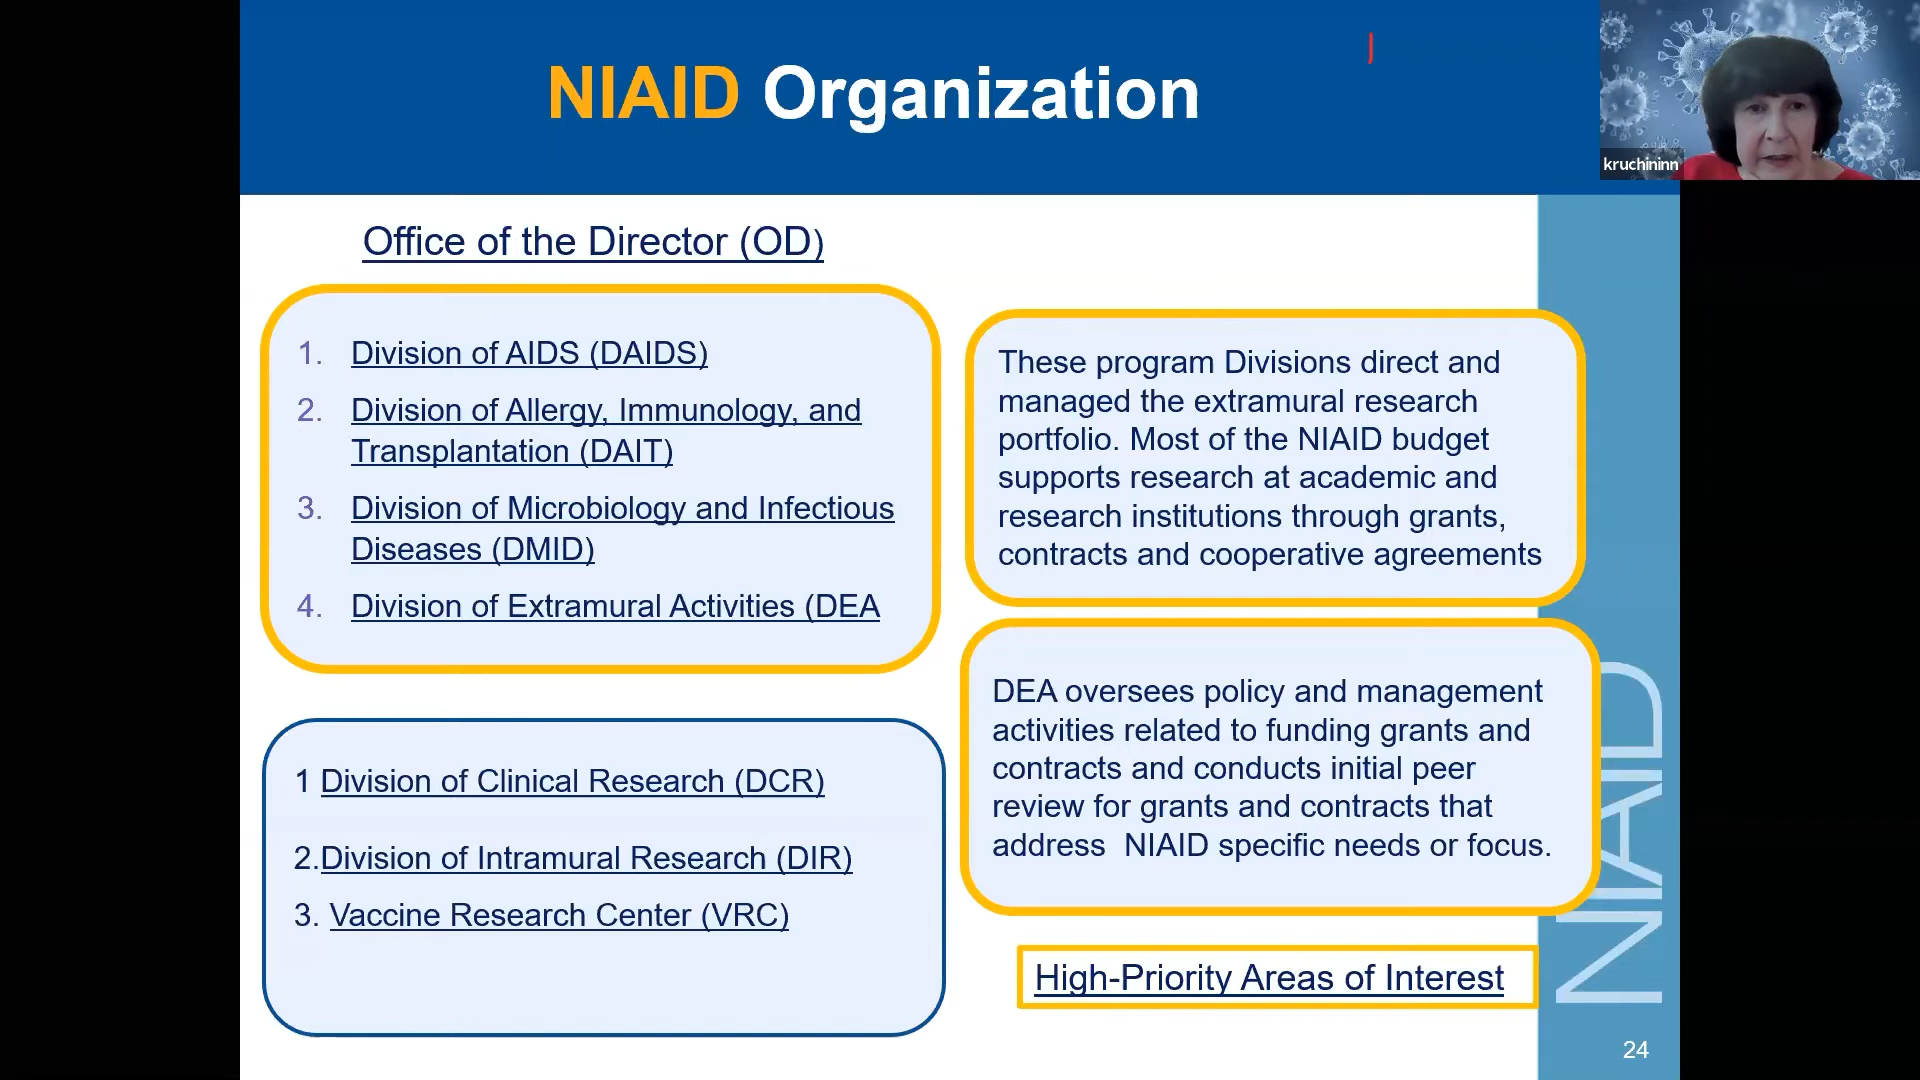 NIAID Organization
kruchininn
Office of the Director (OD)
1. Division of AIDS (DAIDS)
2. Division of Allergy, Immunology, and
Transplantation (DAIT)
3. Division of Microbiology and Infectious
Diseases (DMID)
4. Division of Extramural Activities (DEA
These program Divisions direct and
managed the extramural research
portfolio. Most of the NIAID budget
supports research at academic and
research institutions through grants,
contracts and cooperative agreements
DEA oversees policy and management
activities related to funding grants and
contracts and conducts initial peer
review for grants and contracts that
address  NIAID specific needs or focus.
1 Division of Clinical Research (DCR)
2.Division of Intramural Research (DIR)
3. Vaccine Research Center (VRC)
High-Priority Areas of Interest
NIAID
24